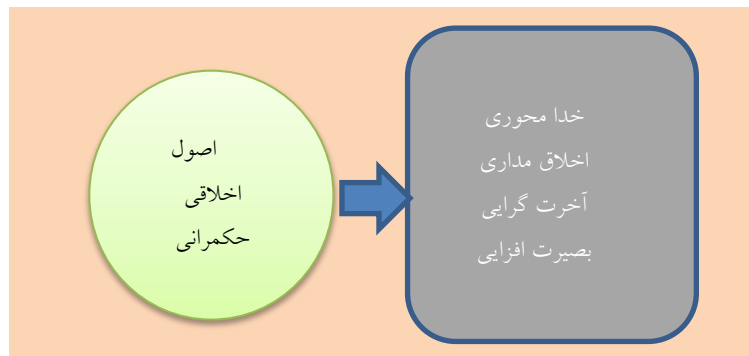 اصول
اخلاقی
حکمرانی
خدا محوری
اخلاق مداری
آخرت گرایی
بصیرت افزایی